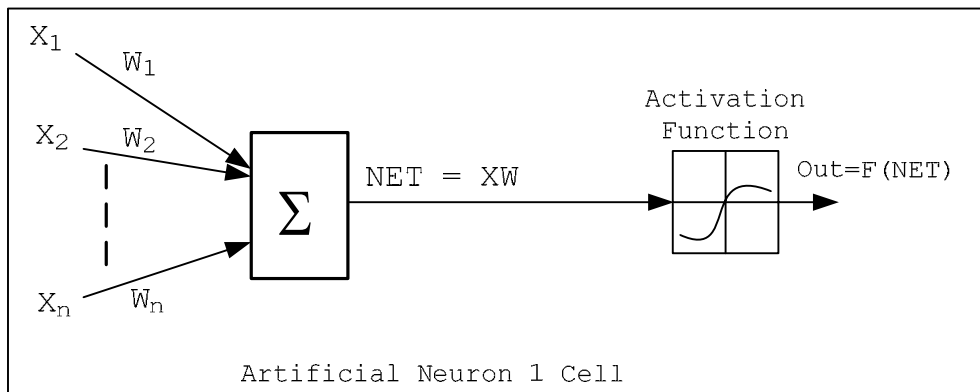 X1
W1
X2
W2
Xn
Wn
Σ
NET = XW
Activation
Function
Out=F(NET)
Artificial Neuron 1 Cell